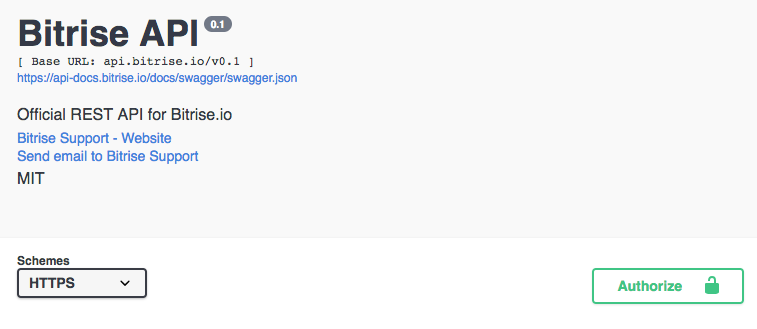 Bitrise API 0.1
[ Base URL: api.bitrise.io/v0.1 ]
https://api-docs.bitrise.io/docs/swagger/swagger.json
Official REST API for Bitrise.io
Bitrise Support - Website
Send email to Bitrise Support
MIT
Schemes
HTTPS
Authorize